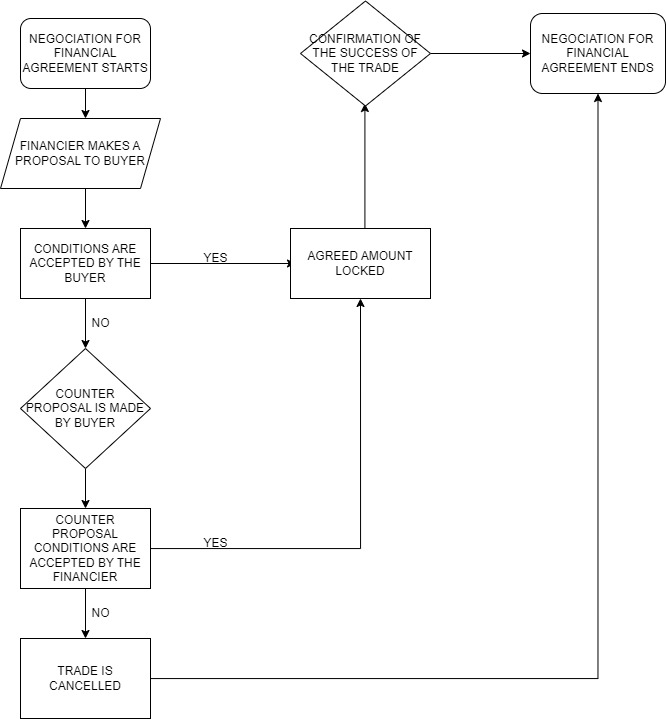 NEGOCIATION FOR
FINANCIAL
AGREEMENT STARTS
FINANCIER MAKES A
PROPOSAL TO BUYER
CONDITIONS ARE
ACCEPTED BY THE
BUYER
YES
AGREED AMOUNT
LOCKED
CONFIRMATION OF
THE SUCCESS OF
THE TRADE
NEGOCIATION FOR
FINANCIAL
AGREEMENT ENDS
NO
COUNTER
PROPOSAL IS MADE
BY BUYER
COUNTER
PROPOSAL
CONDITIONS ARE
ACCEPTED BY THE
FINANCIER
YES
NO
TRADE IS
CANCELLED